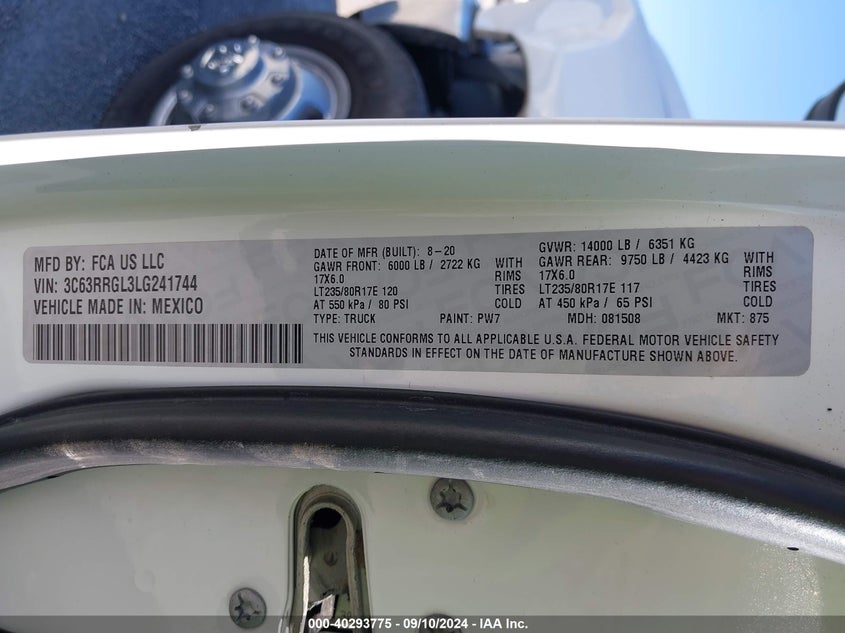 MFD BY: FCA US LLC
VIN: 3C63RRGL3LG241744
VEHICLE MADE IN: MEXICO
DATE OF MFR (BUILT): 8-20
GAWR FRONT: 6000 LB / 2722 KG WITH
17X6.0 RIMS
LT235/80R17E 120 TIRES
AT 550 kPa / 80 PSI COLD
TYPE: TRUCK PAINT: PW7
GVWR: 14000 LB / 6351 KG
GAWR REAR: 9750 LB / 4423 KG WITH
17X6.0 RIMS
LT235/80R17E 117 TIRES
AT 450 kPa / 65 PSI COLD
MDH: 081508 MKT: 875
THIS VEHICLE CONFORMS TO ALL APPLICABLE U.S.A. FEDERAL MOTOR VEHICLE SAFETY
STANDARDS IN EFFECT ON THE DATE OF MANUFACTURE SHOWN ABOVE.
000-40293775 - 09/10/2024 - © IAA Inc.